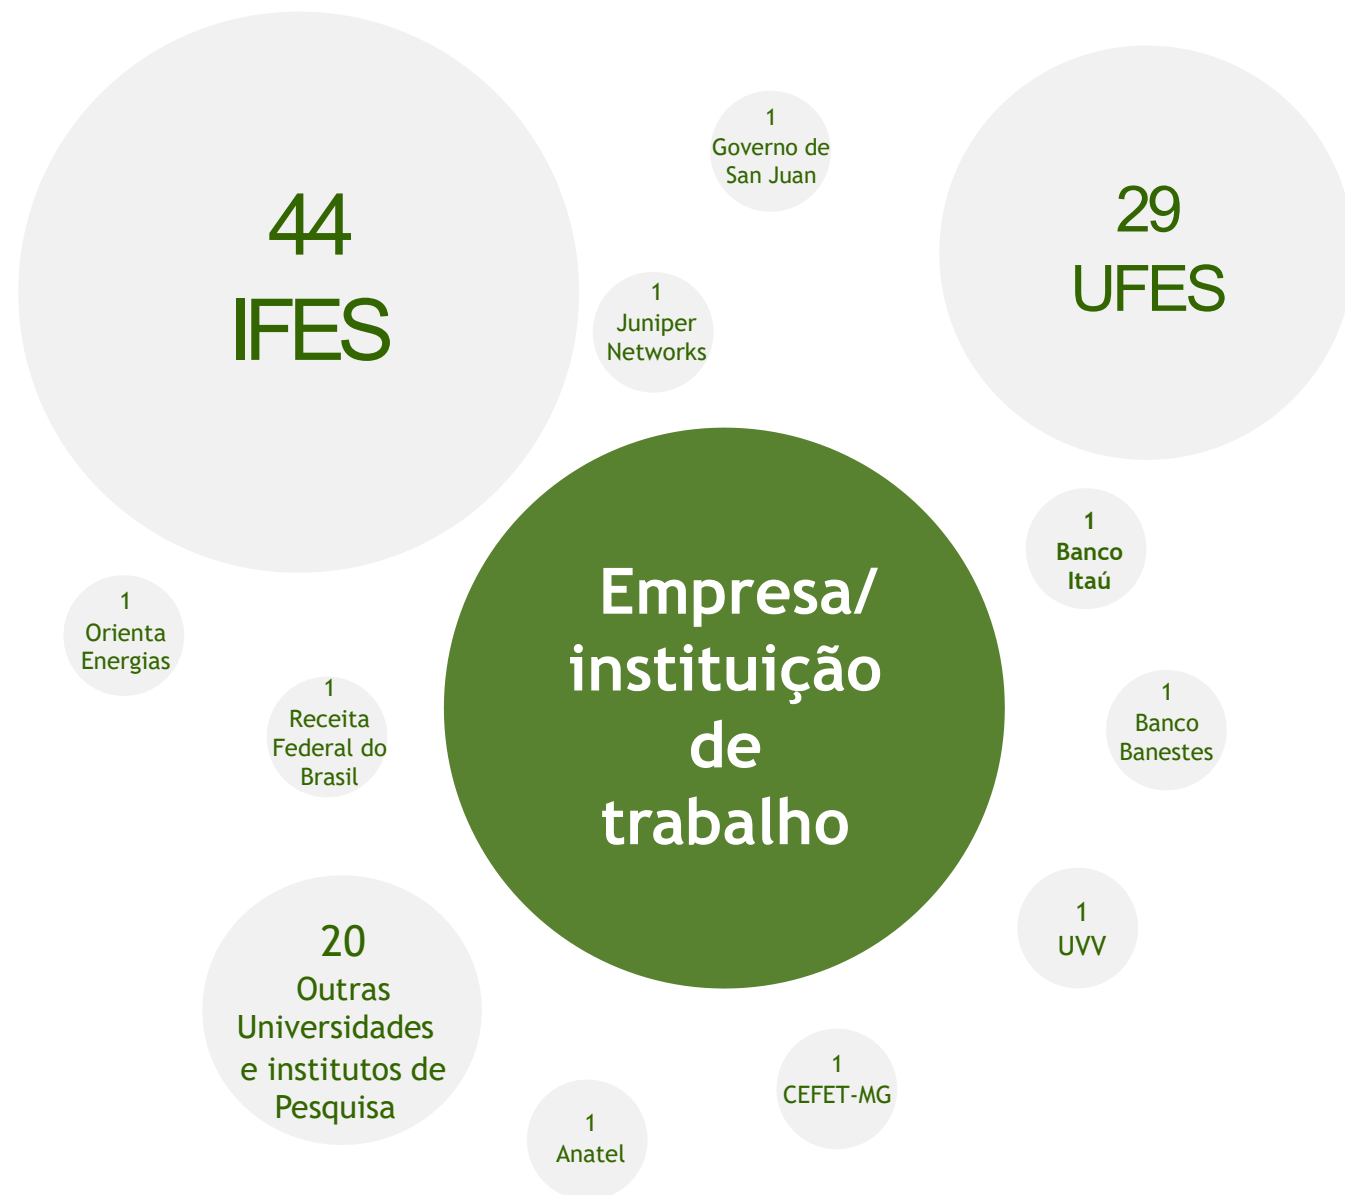 44
IFES
1
Governo de
San Juan
29
UFES
1
Juniper
Networks
Empresa/
instituição
de
trabalho
1
Banco
Itaú
1
Orienta
Energias
1
Receita
Federal do
Brasil
1
Banco
Banestes
20
Outras
Universidades
e institutos de
Pesquisa
1
UVV
1
CEFET-MG
1
Anatel